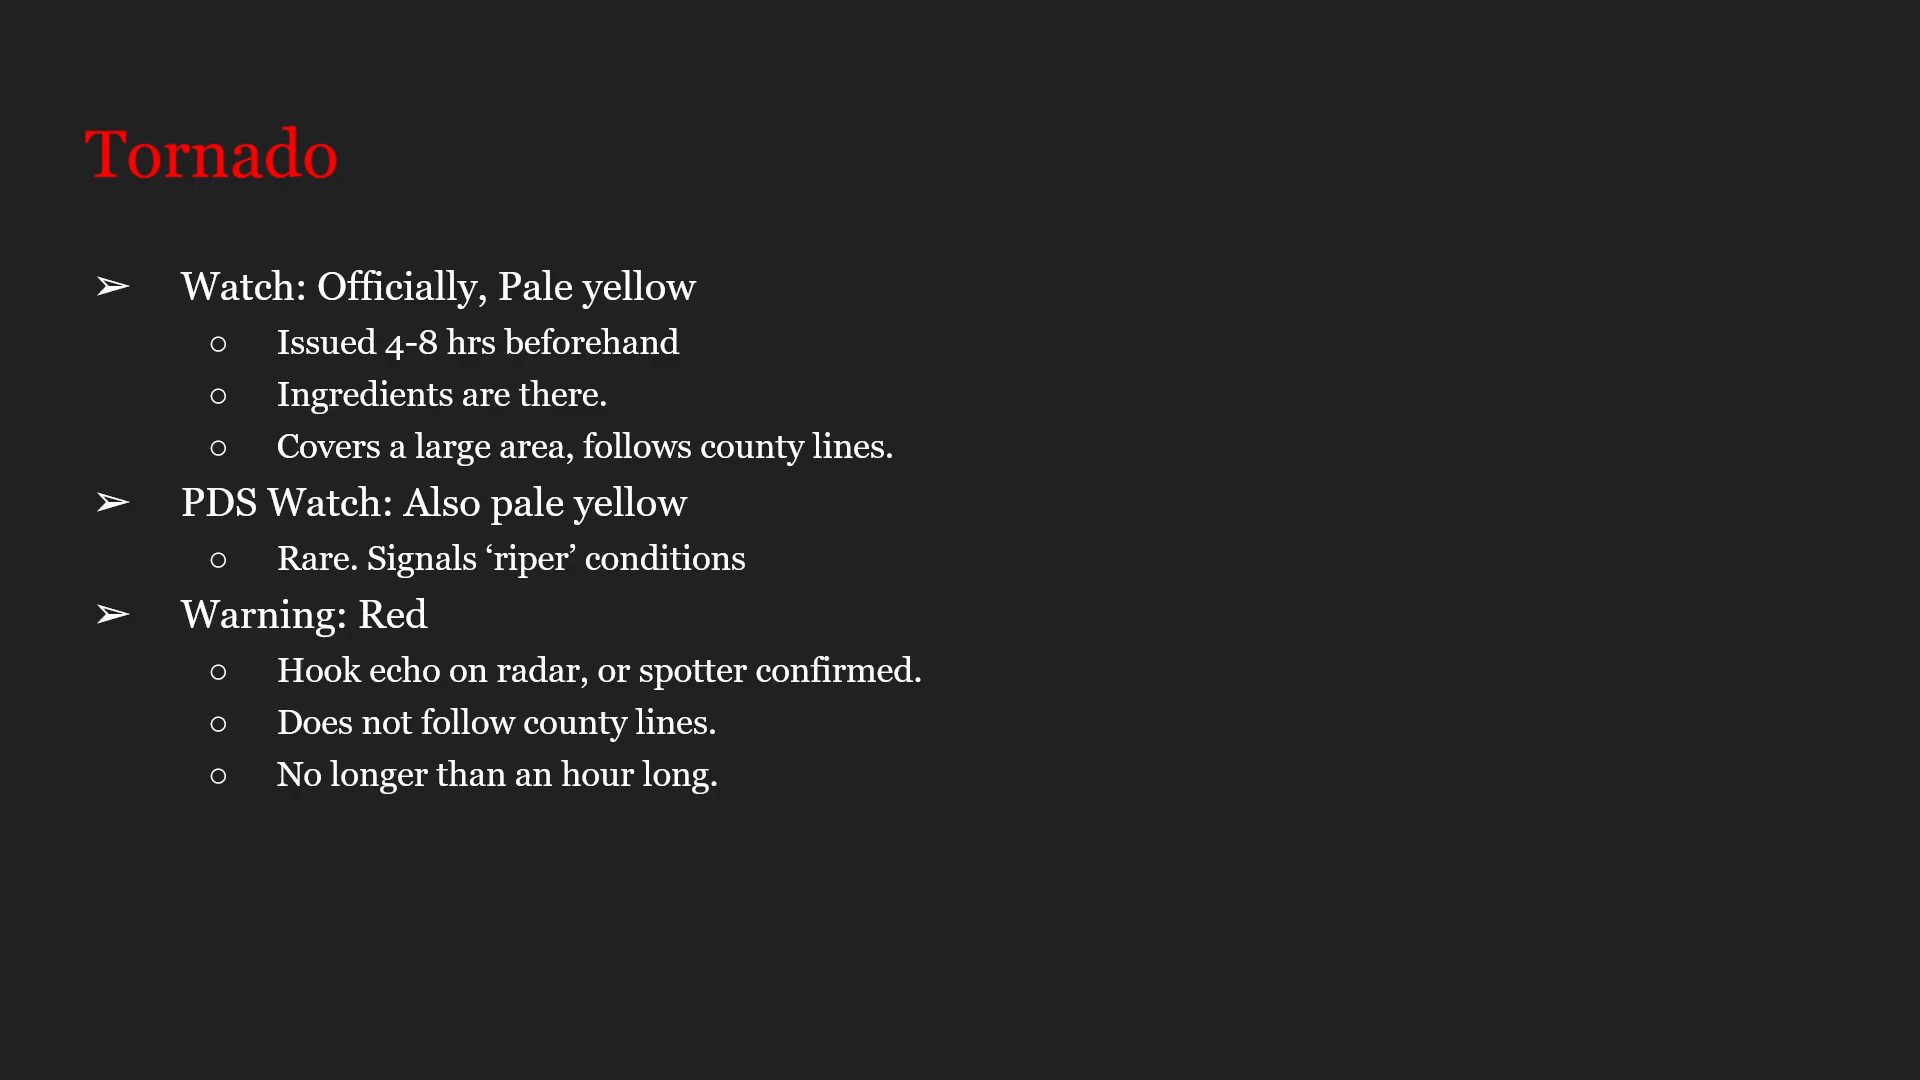 Tornado
➢ Watch: Officially, Pale yellow
○ Issued 4-8 hrs beforehand
○ Ingredients are there.
○ Covers a large area, follows county lines.
➢ PDS Watch: Also pale yellow
○ Rare. Signals ‘riper’ conditions
➢ Warning: Red
○ Hook echo on radar, or spotter confirmed.
○ Does not follow county lines.
○ No longer than an hour long.